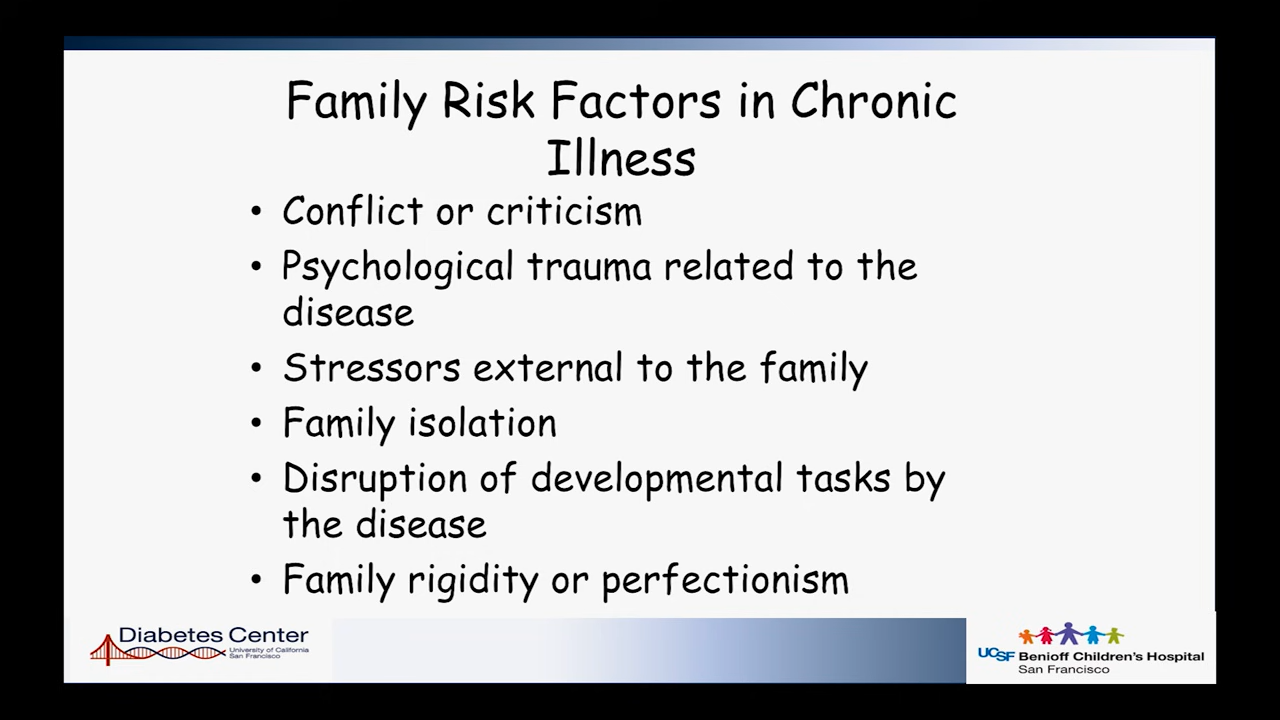 Family Risk Factors in Chronic
Illness
• Conflict or criticism
• Psychological trauma related to the
disease
• Stressors external to the family
• Family isolation
• Disruption of developmental tasks by
the disease
• Family rigidity or perfectionism
Diabetes Center
University of California
San Francisco
UCSF Benioff Children's Hospital
San Francisco